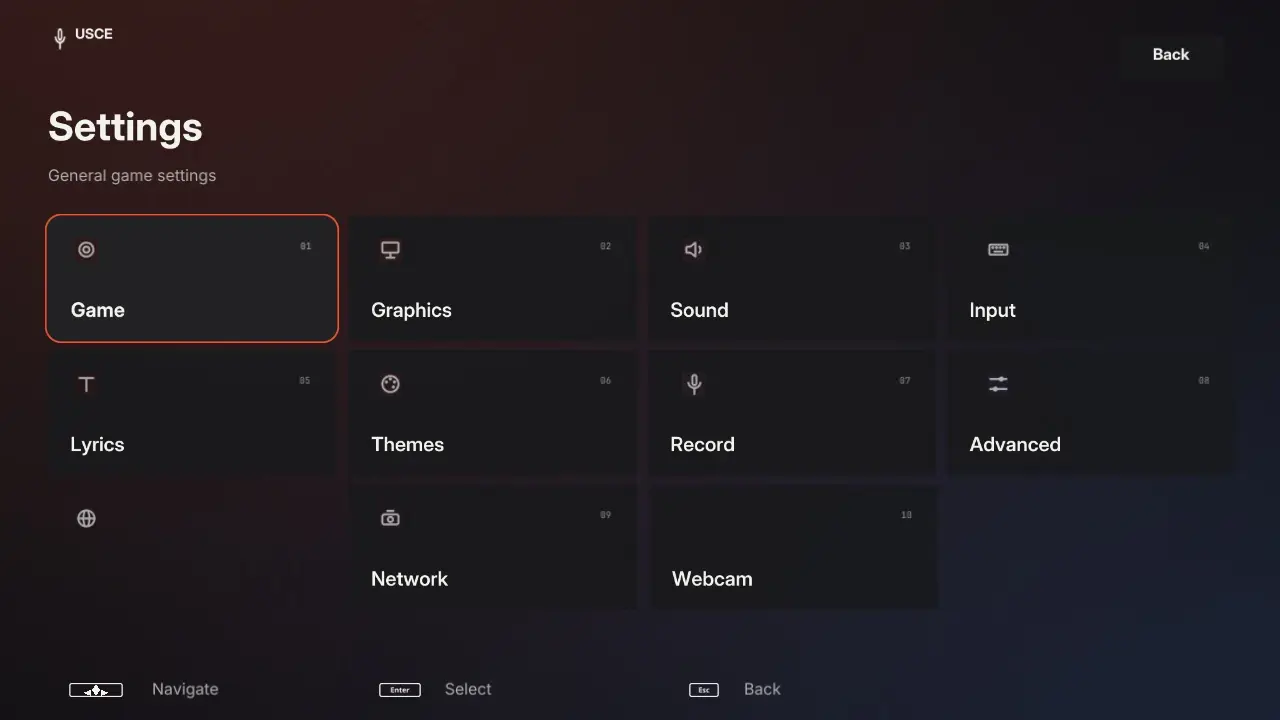 USCE
Back
Settings
General game settings
01
02
03
04
Game
Graphics
Sound
Input
05
06
07
08
Lyrics
Themes
Record
Advanced
09
10
Network
Webcam
Navigate
Enter
Select
Esc
Back